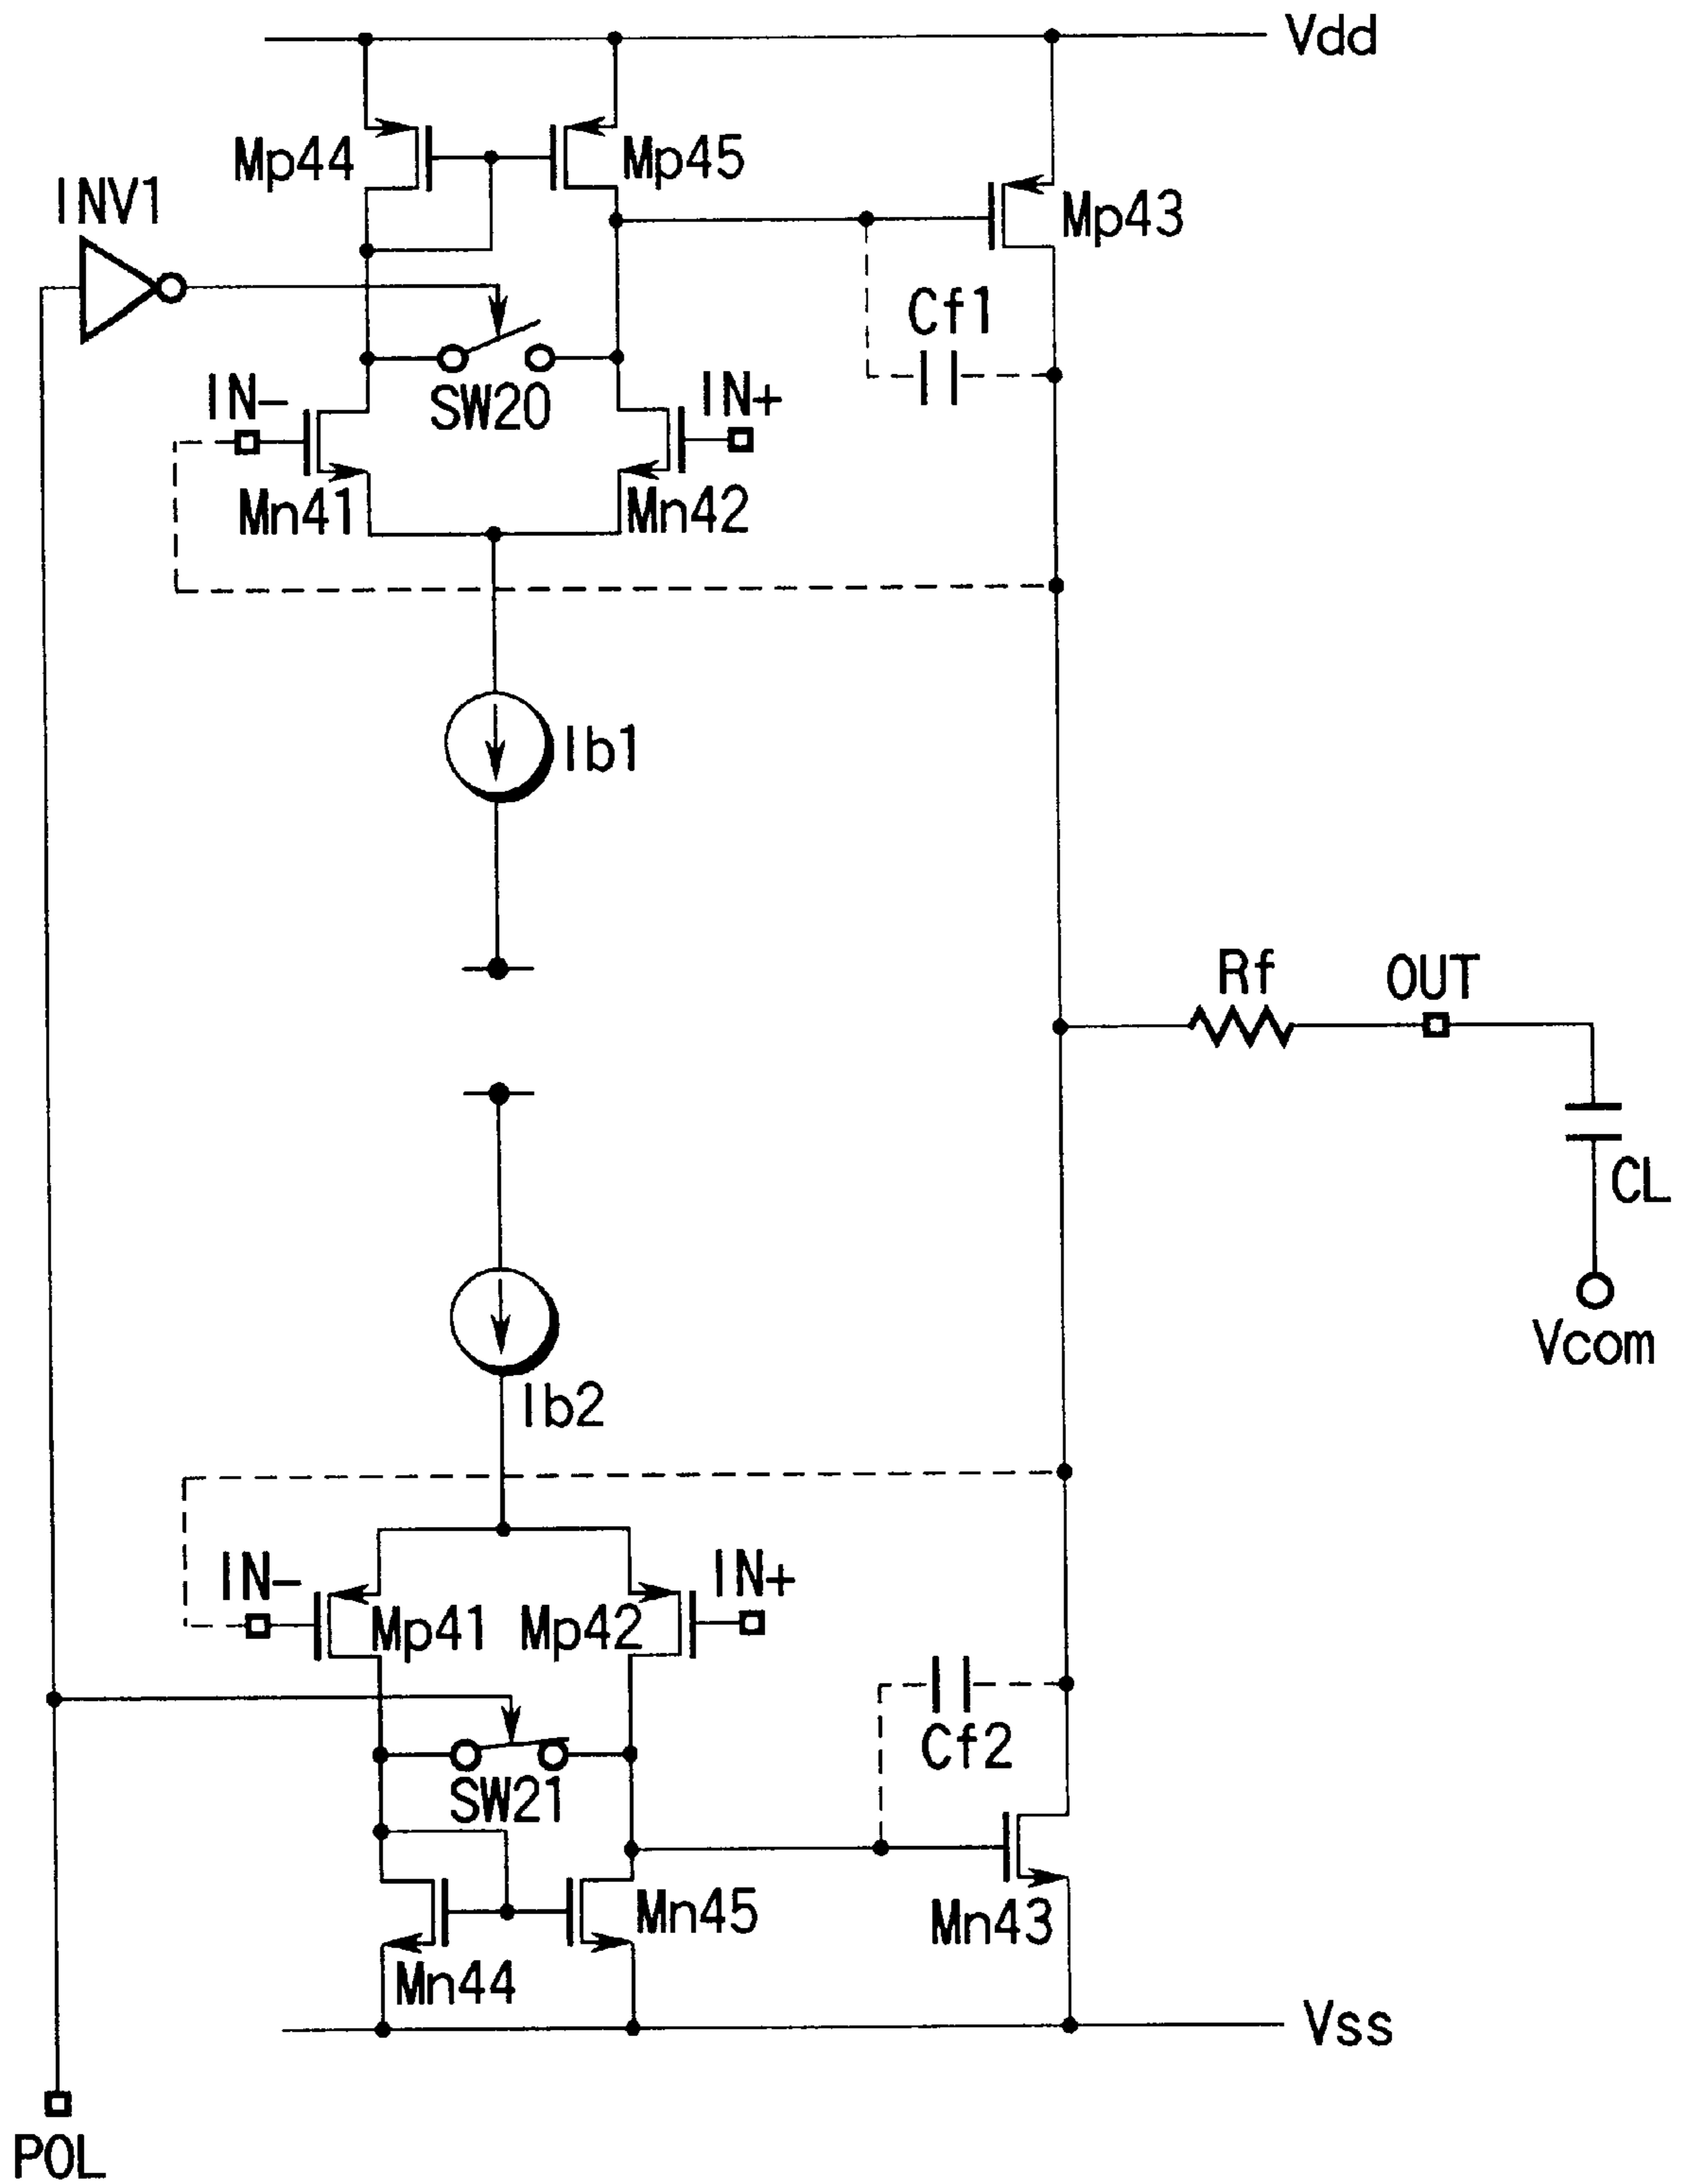 Vdd
Mp44
Mp45
INV1
Mp43
Cf1
IN-
SW20
IN+
Mn41
Mn42
Ib1
Rf
OUT
CL
Vcom
Ib2
IN-
IN+
Mp41
Mp42
Cf2
SW21
Mn45
Mn43
Mn44
Vss
POL